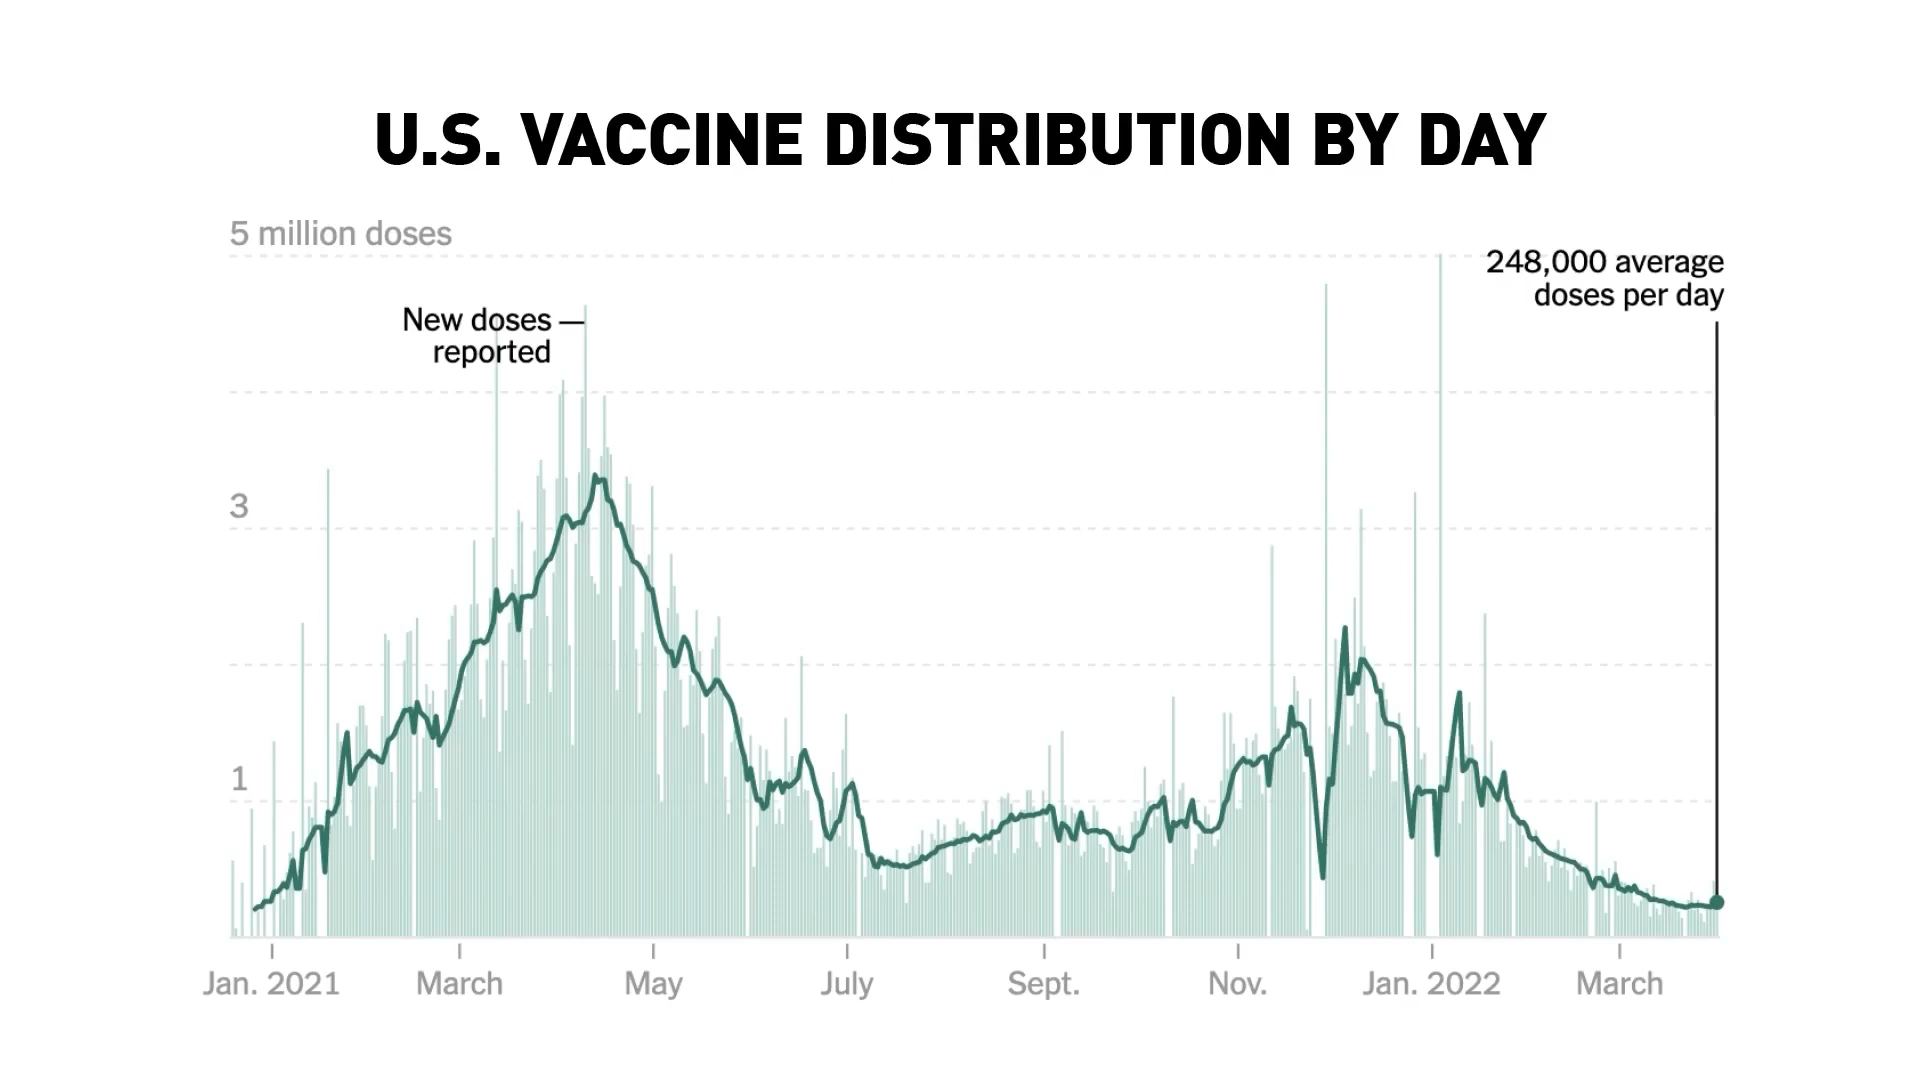 U.S. VACCINE DISTRIBUTION BY DAY
5 million doses
248,000 average
doses per day
New doses
reported
3
1
Jan. 2021
March
May
July
Sept.
Nov.
Jan. 2022
March